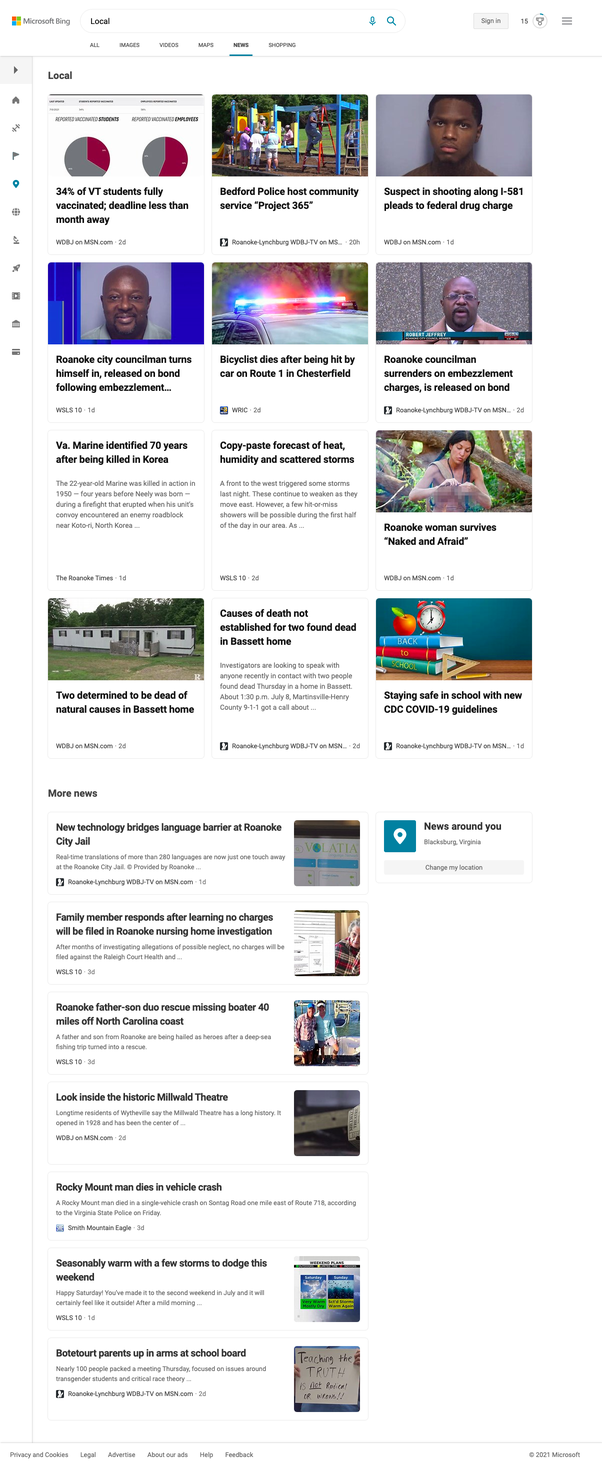 Microsoft Bing
Local
Sign in
15
ALL
IMAGES
VIDEOS
MAPS
NEWS
SHOPPING
Local
REPORTED VACCINATED STUDENTS
REPORTED VACCINATED EMPLOYEES
34% of VT students fully
vaccinated; deadline less than
month away
WDBJ on MSN.com · 2d
Bedford Police host community
service “Project 365”
Roanoke-Lynchburg WDBJ-TV on MS... · 20h
Suspect in shooting along I-581
pleads to federal drug charge
WDBJ on MSN.com · 1d
Roanoke city councilman turns
himself in, released on bond
following embezzlement…
WSLS 10 · 1d
Bicyclist dies after being hit by
car on Route 1 in Chesterfield
WRIC · 2d
ROBERT JEFFREY
Roanoke councilman
surrenders on embezzlement
charges, is released on bond
Roanoke-Lynchburg WDBJ-TV on MSN... · 2d
Va. Marine identified 70 years
after being killed in Korea
The 22-year-old Marine was killed in action in
1950 — four years before Neely was born —
during a firefight that erupted when his unit's
convoy encountered an enemy roadblock
near Koto-ri, North Korea ...
The Roanoke Times · 1d
Copy-paste forecast of heat,
humidity and scattered storms
A front to the west triggered some storms
last night. These continue to weaken as they
move east. However, a few hit-or-miss
showers will be possible during the first half
of the day in our area. As ...
WSLS 10 · 2d
Roanoke woman survives
“Naked and Afraid”
WDBJ on MSN.com · 1d
R
Two determined to be dead of
natural causes in Bassett home
WDBJ on MSN.com · 2d
Causes of death not
established for two found dead
in Bassett home
Investigators are looking to speak with
anyone recently in contact with two people
found dead Thursday in a home in Bassett.
About 1:30 p.m. July 8, Martinsville-Henry
County 9-1-1 got a call about ...
Roanoke-Lynchburg WDBJ-TV on MSN... · 2d
BACK
to
SCHOOL
Staying safe in school with new
CDC COVID-19 guidelines
Roanoke-Lynchburg WDBJ-TV on MSN... · 1d
More news
New technology bridges language barrier at Roanoke
City Jail
Real-time translations of more than 280 languages are now just one touch away
at the Roanoke City Jail. © Provided by Roanoke ...
Roanoke-Lynchburg WDBJ-TV on MSN.com · 1d
VOLATIA
News around you
Blacksburg, Virginia
Change my location
Family member responds after learning no charges
will be filed in Roanoke nursing home investigation
After months of investigating allegations of possible neglect, no charges will be
filed against the Raleigh Court Health and ...
WSLS 10 · 3d
Roanoke father-son duo rescue missing boater 40
miles off North Carolina coast
A father and son from Roanoke are being hailed as heroes after a deep-sea
fishing trip turned into a rescue.
WSLS 10 · 3d
Look inside the historic Millwald Theatre
Longtime residents of Wytheville say the Millwald Theatre has a long history. It
opened in 1928 and has been the center of ...
WDBJ on MSN.com · 2d
Rocky Mount man dies in vehicle crash
A Rocky Mount man died in a single-vehicle crash on Sontag Road one mile east of Route 718, according
to the Virginia State Police on Friday.
Smith Mountain Eagle · 3d
Seasonably warm with a few storms to dodge this
weekend
Happy Saturday! You've made it to the second weekend in July and it will
certainly feel like it outside! After a mild morning ...
WSLS 10 · 1d
WEEKEND PLANS
Saturday
Sunday
Botetourt parents up in arms at school board
Nearly 100 people packed a meeting Thursday, focused on issues around
transgender students and critical race theory ...
Roanoke-Lynchburg WDBJ-TV on MSN.com · 2d
Teaching the
TRUTH
is not Radical
or wrong!!
Privacy and Cookies
Legal
Advertise
About our ads
Help
Feedback
© 2021 Microsoft